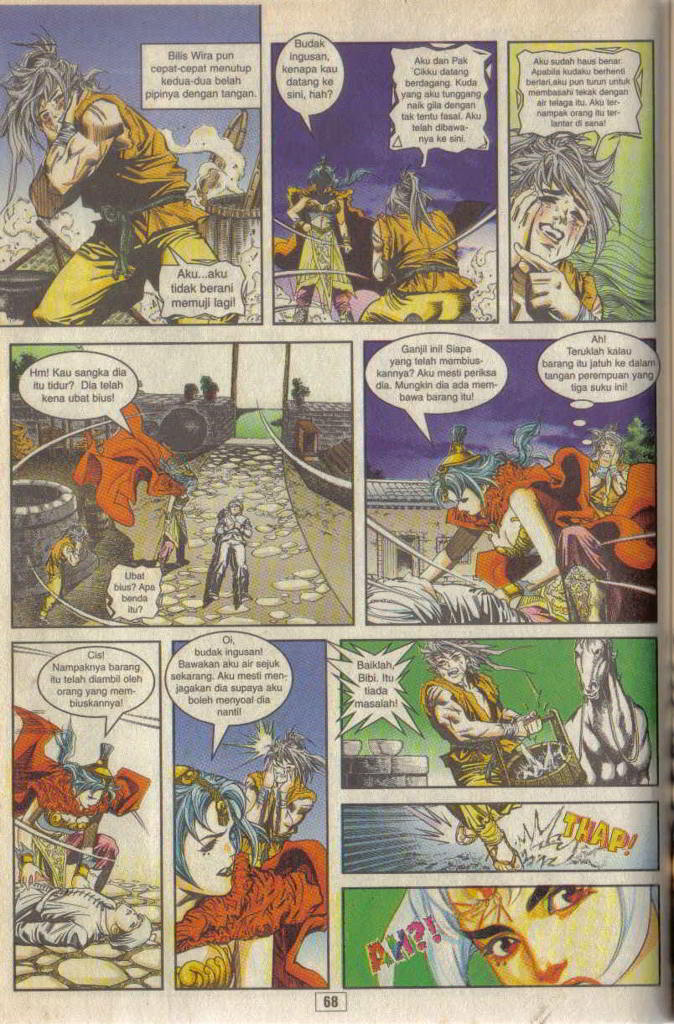 Bilis Wira pun
cepat-cepat menutup
kedua-dua belah
pipinya dengan tangan.
Aku...aku
tidak berani
memuji lagi!
Budak
Ingusan,
kenapa kau
datang ke
sini, hah?
Aku dan Pak
'Cikku datang
berdagang. Kuda
yang aku tunggang
naik gila dengan
tak tentu fasal. Aku
telah dibawa-
nya ke sini.
Aku sudah haus benar.
Apabila kudaku berhenti
berlari,aku pun turun untuk
membasahi tekak dengan
air telaga itu. Aku ter-
nampak orang itu ter-
lantar di sana!
Hm! Kau sangka dia
itu tidur? Dia telah
kena ubat bius!
Ubat
bius? Apa
benda
itu?
Ganjil ini! Siapa
yang telah membius-
kannya? Aku mesti periksa
dia. Mungkin dia ada mem-
bawa barang itu!
Ah!
Teruklah kalau
barang itu jatuh ke dalam
tangan perempuan yang
tiga suku ini!
Cis!
Nampaknya barang
itu telah diambil oleh
orang yang mem-
biuskannya!
Oi,
budak ingusan!
Bawakan aku air sejuk
sekarang. Aku mesti men-
jagakan dia supaya aku
boleh menyoal dia
nanti!
Baiklah,
Bibi. Itu
tiada
masalah!
THAP!
AH?!
68